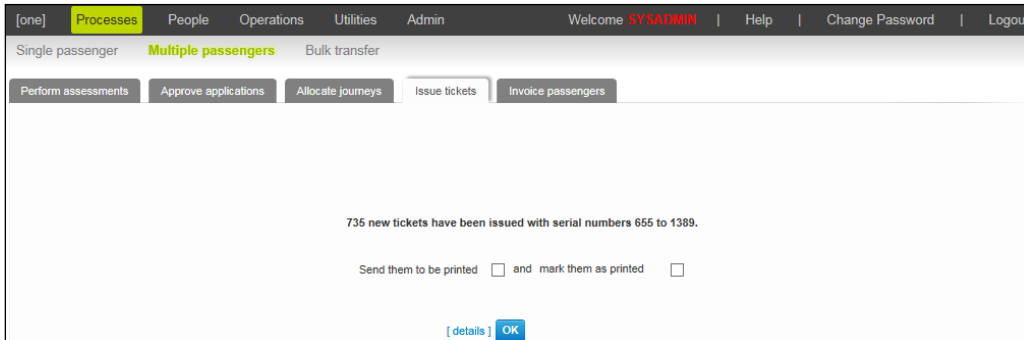 [one] Processes People Operations Utilities Admin Welcome SYSADMIN | Help | Change Password | Logou
Single passenger Multiple passengers Bulk transfer
Perform assessments Approve applications Allocate journeys Issue tickets Invoice passengers
735 new tickets have been issued with serial numbers 655 to 1389.
Send them to be printed and mark them as printed
[ details ] OK